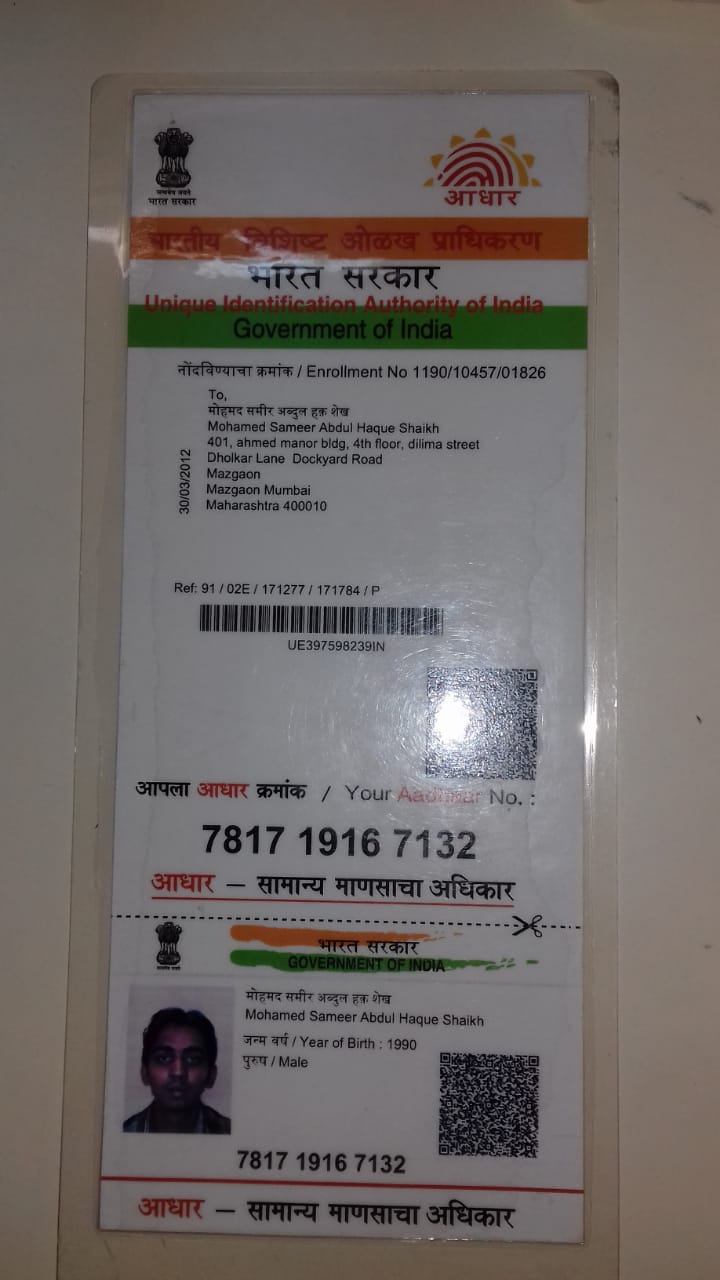 सत्यमेव जयते
भारत सरकार
आधार
भारतीय विशिष्ट ओळख प्राधिकरण
भारत सरकार
Unique Identification Authority of India
Government of India
नोंदविण्याचा क्रमांक / Enrollment No 1190/10457/01826
To,
मोहमद समीर अब्दुल हक़ शेख
Mohamed Sameer Abdul Haque Shaikh
401, ahmed manor bldg, 4th floor, dilima street
Dholkar Lane Dockyard Road
Mazgaon
Mazgaon Mumbai
Maharashtra 400010
30/03/2012
Ref: 91 / 02E / 171277 / 171784 / P
UE397598239IN
आपला आधार क्रमांक / Your Aadhaar No. :
7817 1916 7132
आधार — सामान्य माणसाचा अधिकार
भारत सरकार
GOVERNMENT OF INDIA
मोहमद समीर अब्दुल हक़ शेख
Mohamed Sameer Abdul Haque Shaikh
जन्म वर्ष / Year of Birth : 1990
पुरुष / Male
7817 1916 7132
आधार — सामान्य माणसाचा अधिकार